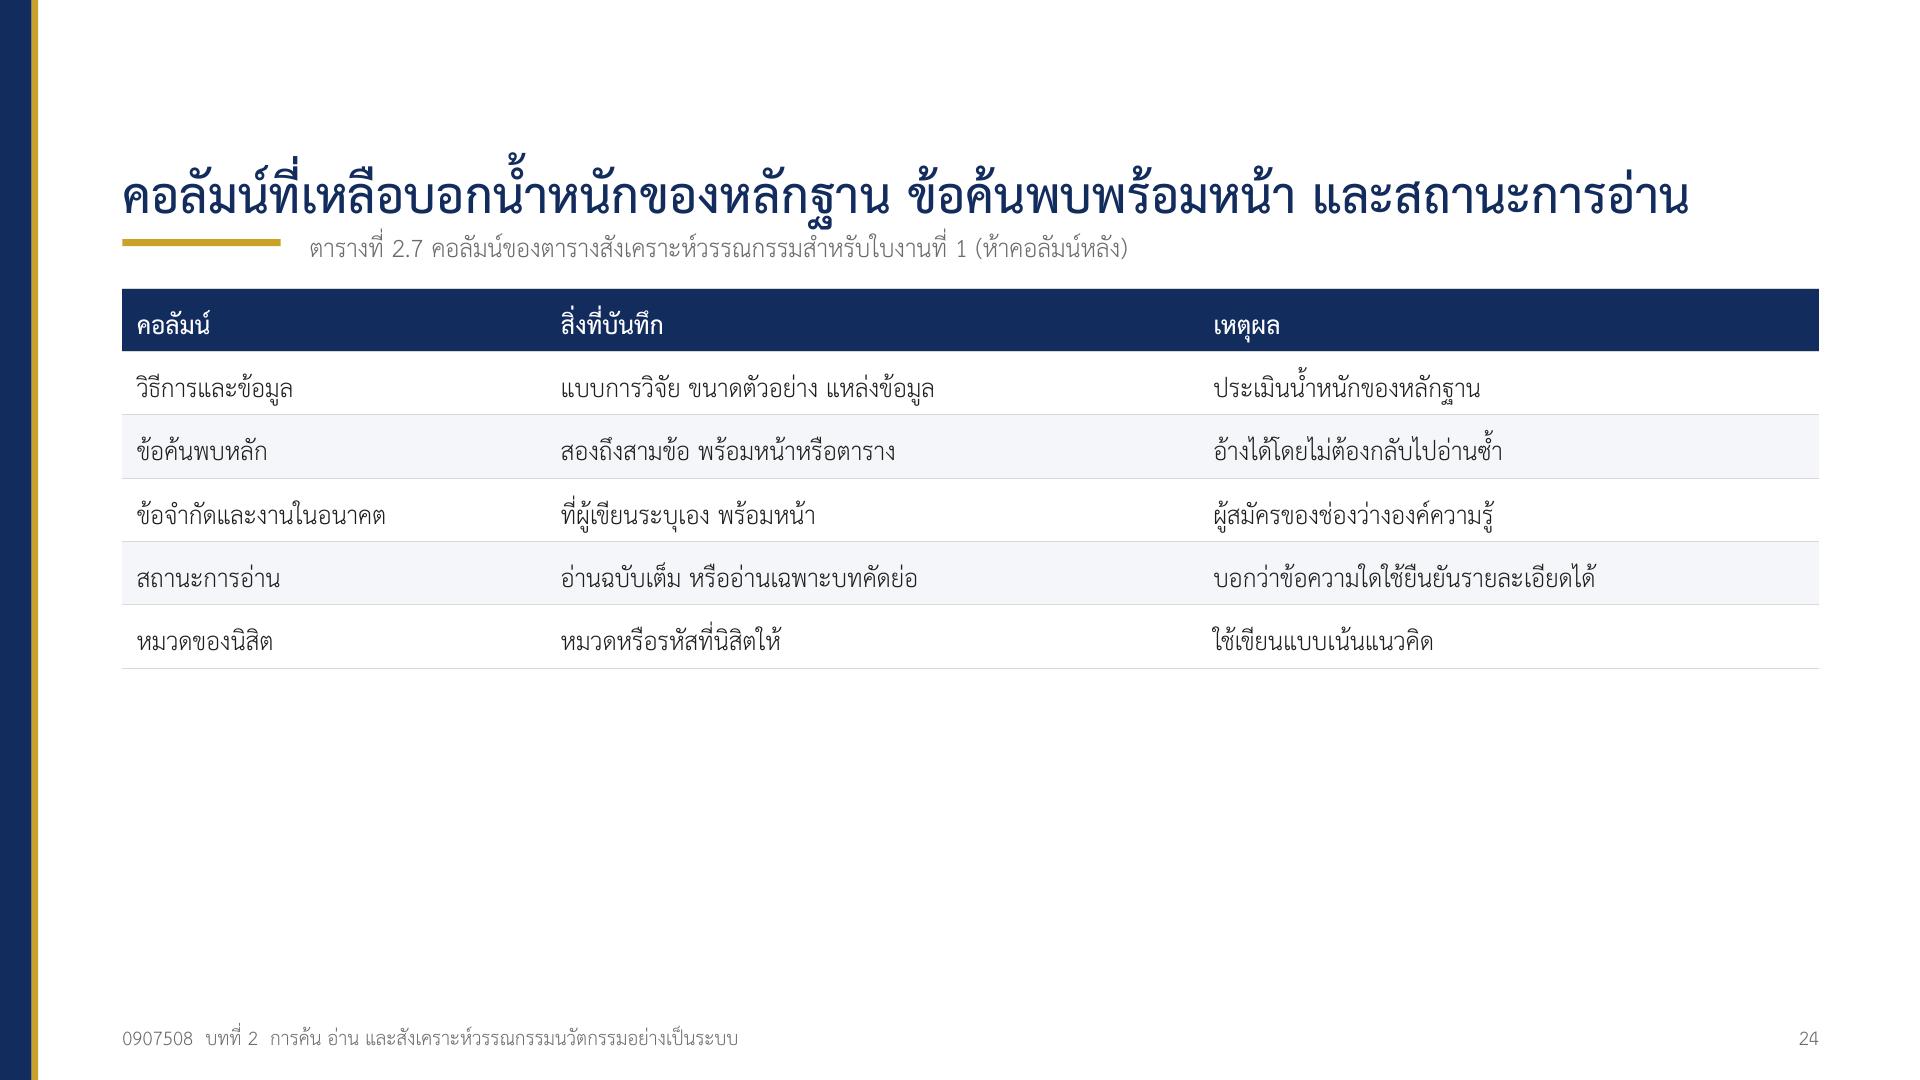 คอลัมน์ที่เหลือบอกน้ำหนักของหลักฐาน ข้อค้นพบพร้อมหน้า และสถานะการอ่าน
ตารางที่ 2.7 คอลัมน์ของตารางสังเคราะห์วรรณกรรมสำหรับใบงานที่ 1 (ห้าคอลัมน์หลัง)
คอลัมน์ สิ่งที่บันทึก เหตุผล
วิธีการและข้อมูล แบบการวิจัย ขนาดตัวอย่าง แหล่งข้อมูล ประเมินน้ำหนักของหลักฐาน
ข้อค้นพบหลัก สองถึงสามข้อ พร้อมหน้าหรือตาราง อ้างได้โดยไม่ต้องกลับไปอ่านซ้ำ
ข้อจำกัดและงานในอนาคต ที่ผู้เขียนระบุเอง พร้อมหน้า ผู้สมัครของช่องว่างองค์ความรู้
สถานะการอ่าน อ่านฉบับเต็ม หรืออ่านเฉพาะบทคัดย่อ บอกว่าข้อความใดใช้ยืนยันรายละเอียดได้
หมวดของนิสิต หมวดหรือรหัสที่นิสิตให้ ใช้เขียนแบบเน้นแนวคิด
0907508 บทที่ 2 การค้น อ่าน และสังเคราะห์วรรณกรรมนวัตกรรมอย่างเป็นระบบ 24